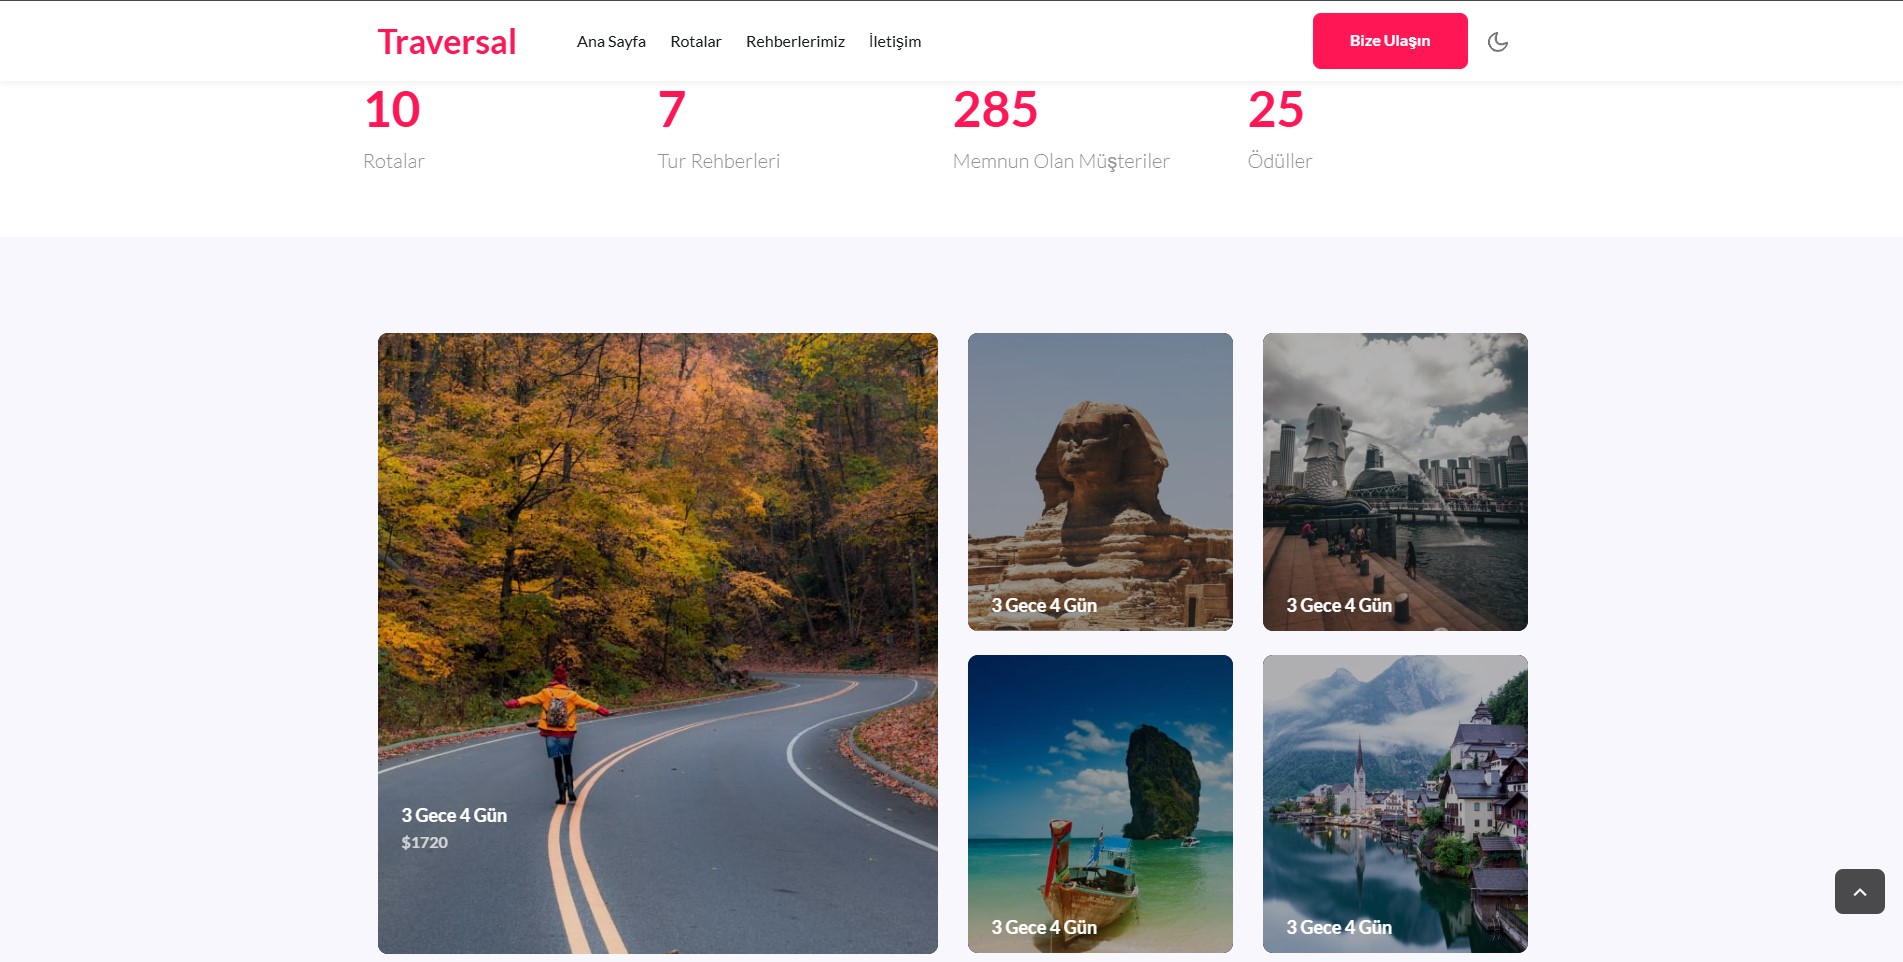 Traversal
Ana Sayfa
Rotalar
Rehberlerimiz
İletişim
Bize Ulaşın
10
7
285
25
Rotalar
Tur Rehberleri
Memnun Olan Müşteriler
Ödüller
3 Gece 4 Gün
3 Gece 4 Gün
3 Gece 4 Gün
$1720
3 Gece 4 Gün
3 Gece 4 Gün